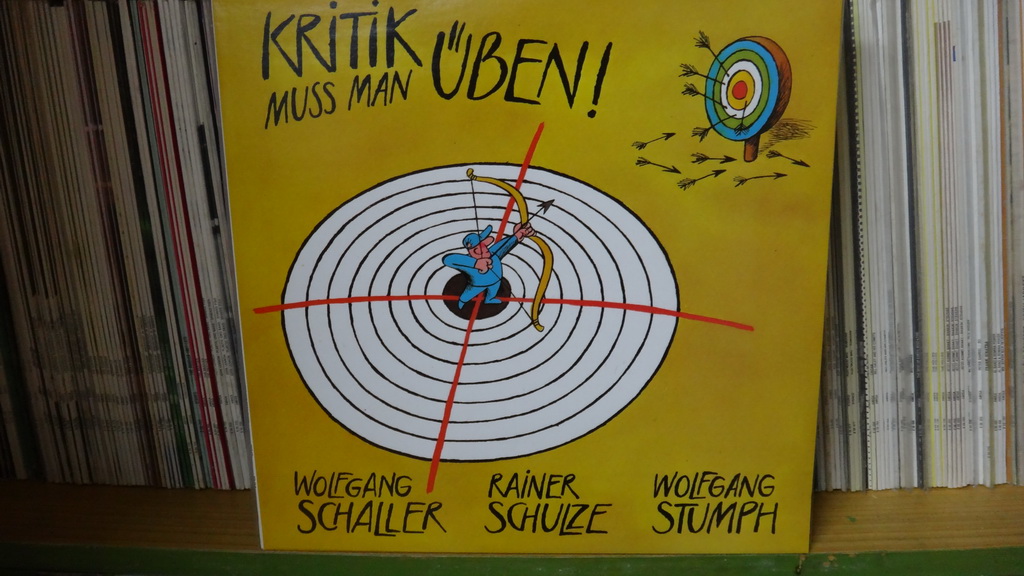 KRiTiK
MUSS MAN ÜBEN!
WOLFGANG SCHALLER
RAiNER SCHULZE
WOLFGANG STUMPH